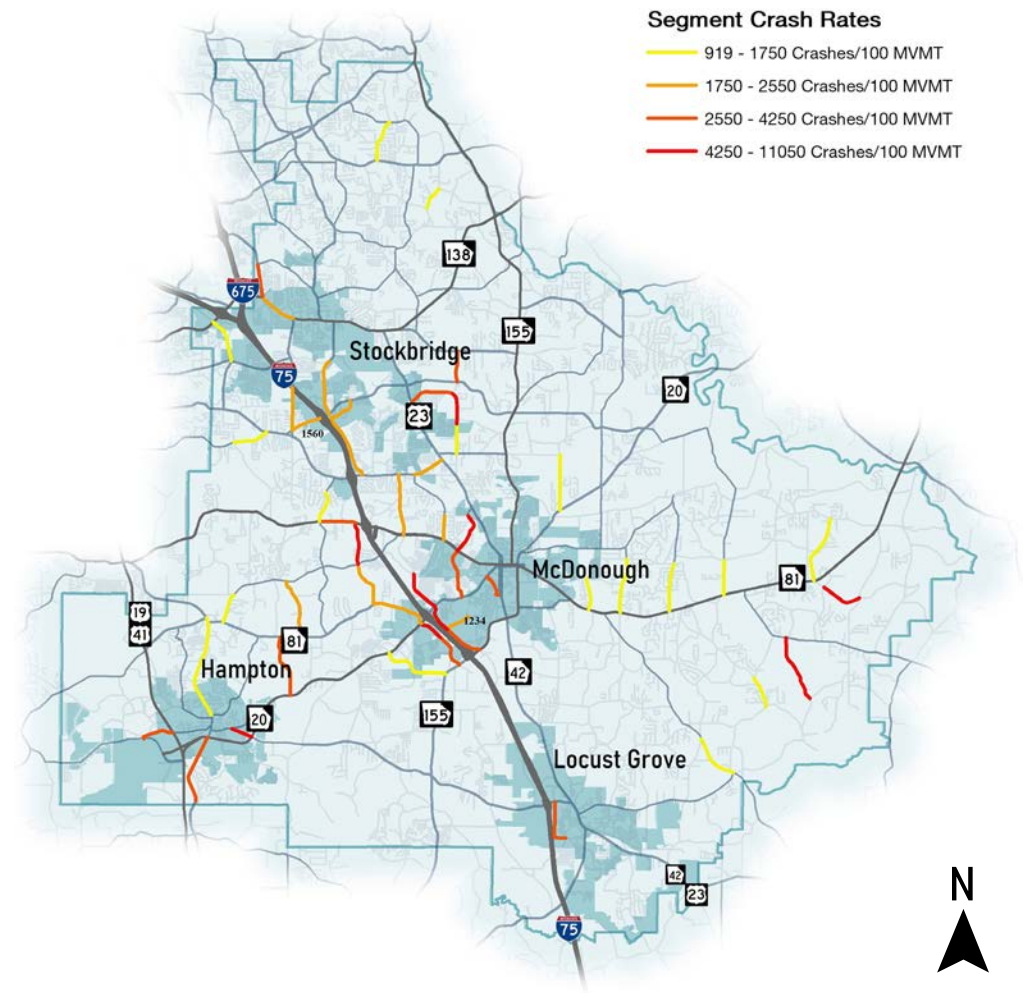 Segment Crash Rates
919 - 1750 Crashes/100 MVMT
1750 - 2550 Crashes/100 MVMT
2550 - 4250 Crashes/100 MVMT
4250 - 11050 Crashes/100 MVMT
138
675
155
Stockbridge
75
20
23
1560
McDonough
81
19
41
1234
81
Hampton
42
20
155
Locust Grove
42
23
N
75